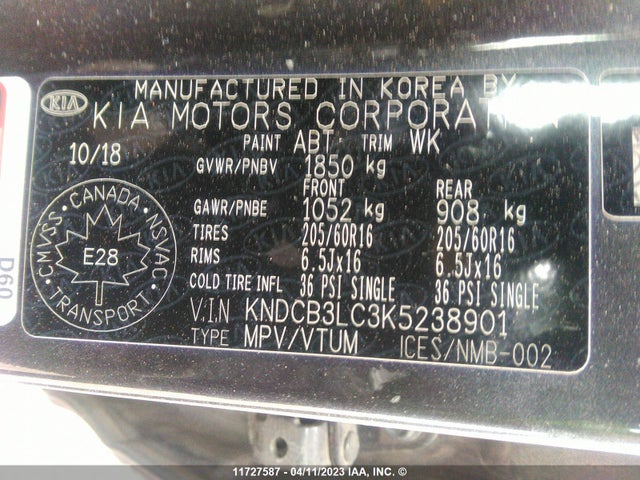 MANUFACTURED IN KOREA BY
KIA
KIA MOTORS CORPORAT
10/18
PAINT ABT TRIM WK
GVWR/PNBV 1850 kg
FRONT REAR
GAWR/PNBE 1052 kg 908 kg
TIRES 205/60R16 205/60R16
RIMS 6.5Jx16 6.5Jx16
COLD TIRE INFL 36 PSI SINGLE 36 PSI SINGLE
V.I.N KNDCB3LC3K5238901
TYPE MPV/VTUM ICES/NMB-002
CANADA
CMVSS NSVAC
E28
TRANSPORT
D60
11727587 - 04/11/2023 IAA, INC. ©